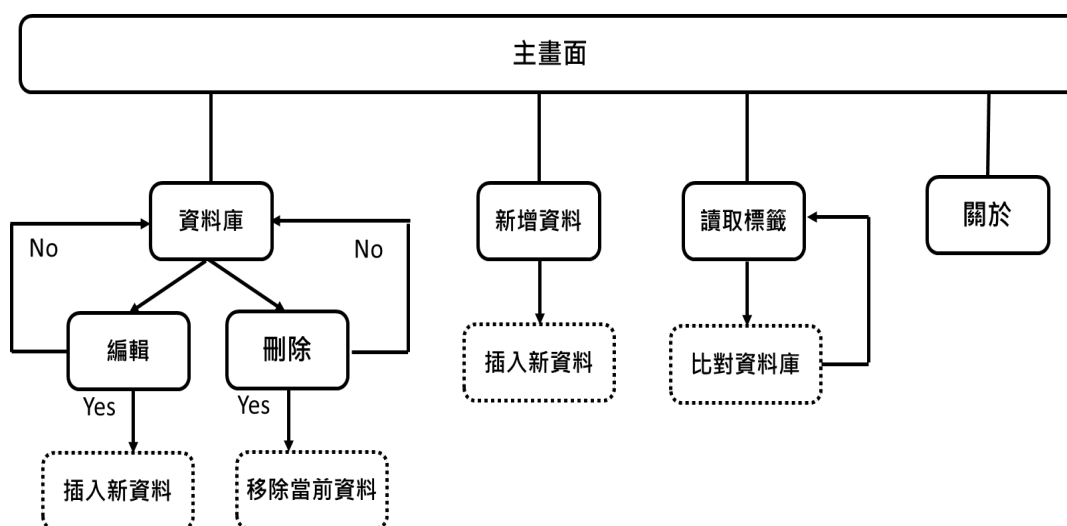 主畫面
資料庫
新增資料
讀取標籤
關於
No
No
編輯
刪除
插入新資料
比對資料庫
Yes
Yes
插入新資料
移除當前資料